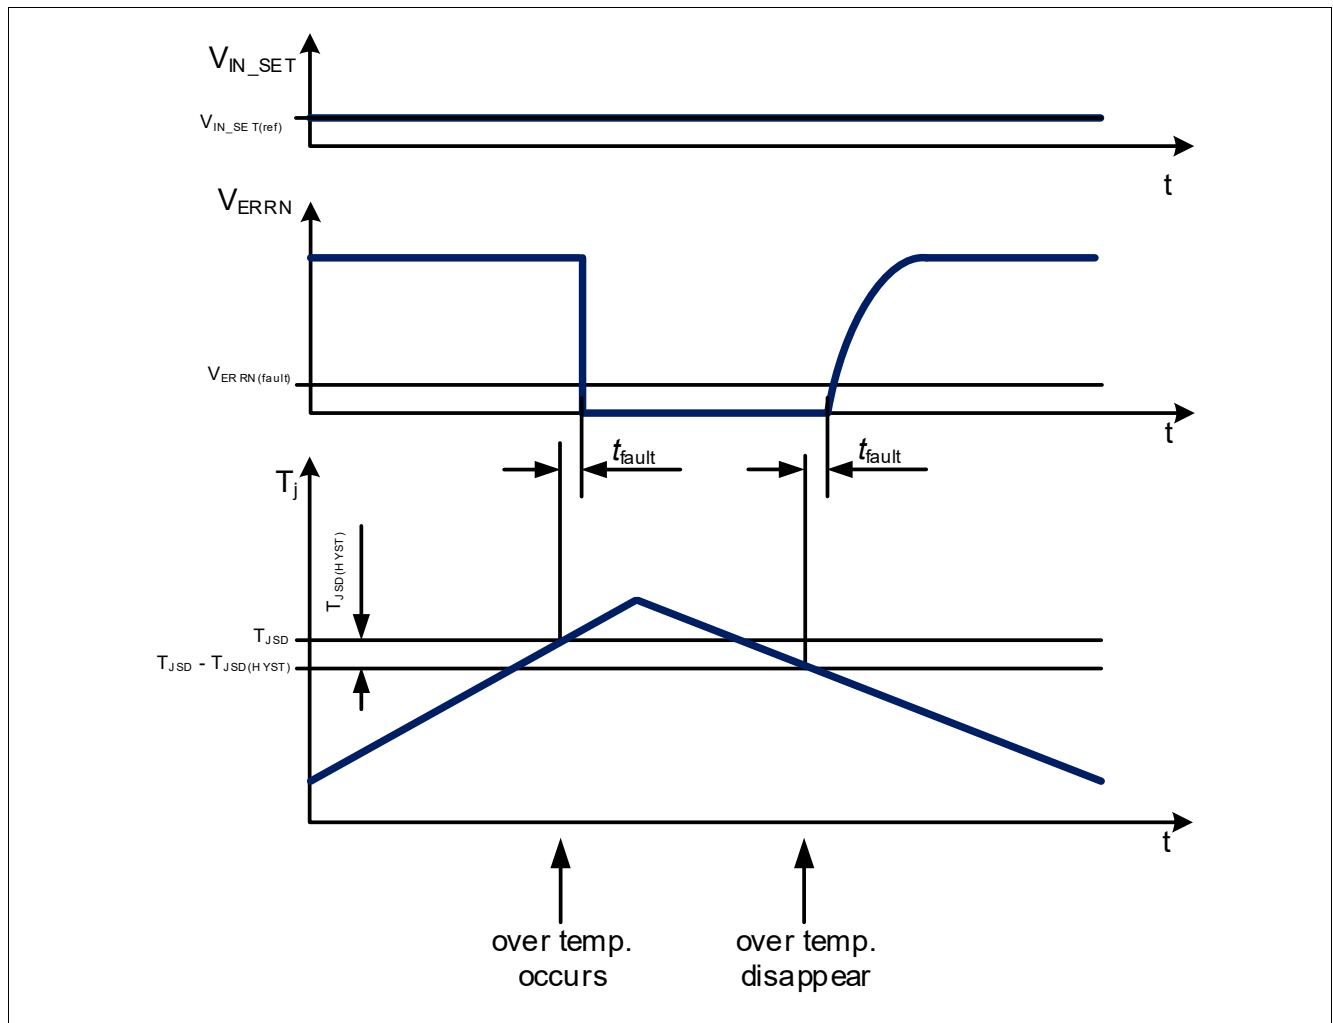 VIN_SET
VIN_SET(ref)
t
VERRN
VERRN(fault)
t
tfault
tfault
Tj
TJSD(HYST)
TJSD
TJSD - TJSD(HYST)
t
over temp.
occurs
over temp.
disappear